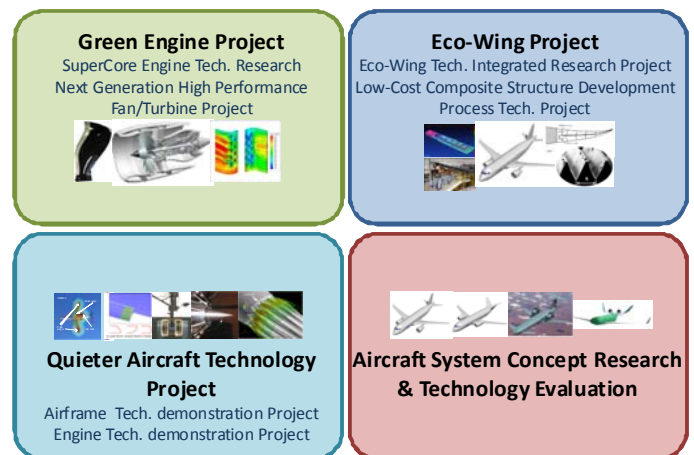 Green Engine Project
SuperCore Engine Tech. Research
Next Generation High Performance
Fan/Turbine Project
Eco-Wing Project
Eco-Wing Tech. Integrated Research Project
Low-Cost Composite Structure Development
Process Tech. Project
Quieter Aircraft Technology
Project
Airframe Tech. demonstration Project
Engine Tech. demonstration Project
Aircraft System Concept Research
& Technology Evaluation